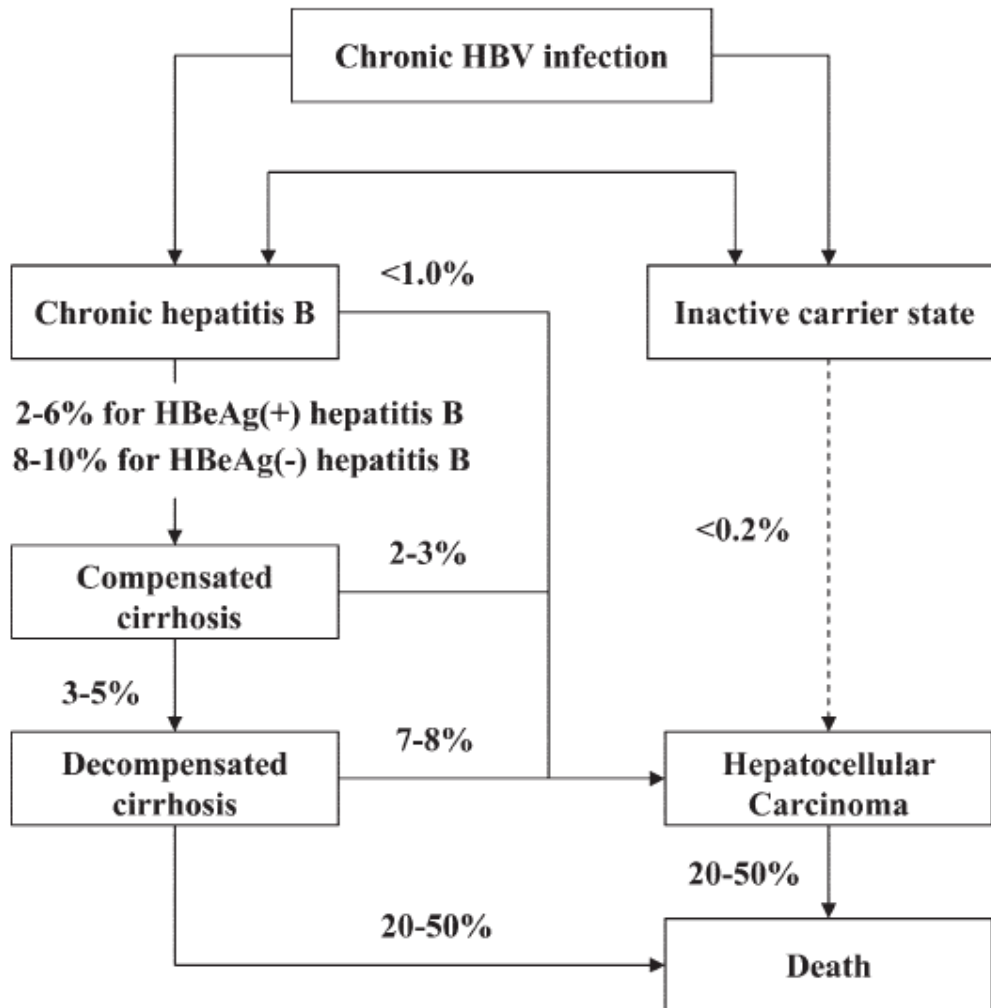 Chronic HBV infection
<1.0%
Chronic hepatitis B
Inactive carrier state
2-6% for HBeAg(+) hepatitis B
8-10% for HBeAg(-) hepatitis B
<0.2%
2-3%
Compensated
cirrhosis
3-5%
7-8%
Decompensated
cirrhosis
Hepatocellular
Carcinoma
20-50%
20-50%
Death